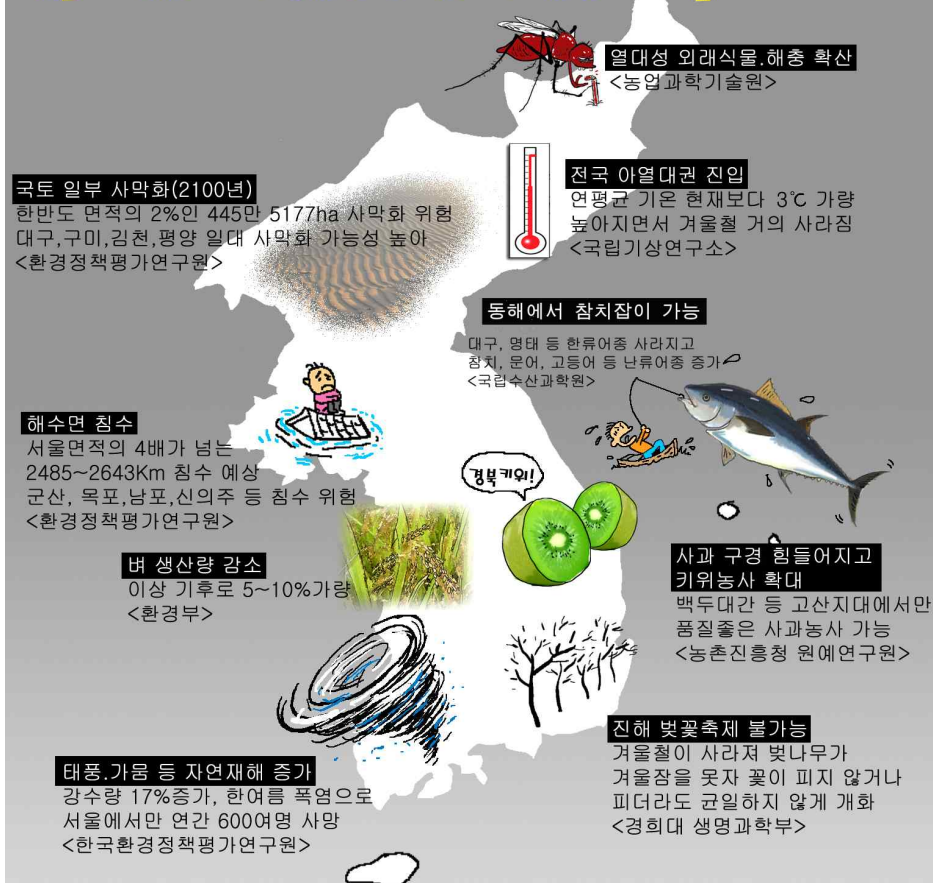 열대성 외래식물.해충 확산
<농업과학기술원>
국토 일부 사막화(2100년)
한반도 면적의 2%인 445만 5177ha 사막화 위험
대구,구미,김천,평양 일대 사막화 가능성 높아
<환경정책평가연구원>
전국 아열대권 진입
연평균 기온 현재보다 3℃ 가량
높아지면서 겨울철 거의 사라짐
<국립기상연구소>
동해에서 참치잡이 가능
대구, 명태 등 한류어종 사라지고
참치, 문어, 고등어 등 난류어종 증가
<국립수산과학원>
해수면 침수
서울면적의 4배가 넘는
2485~2643Km 침수 예상
군산, 목포,남포,신의주 등 침수 위험
<환경정책평가연구원>
경북키위!
벼 생산량 감소
이상 기후로 5~10%가량
<환경부>
사과 구경 힘들어지고
키위농사 확대
백두대간 등 고산지대에서만
품질좋은 사과농사 가능
<농촌진흥청 원예연구원>
태풍.가뭄 등 자연재해 증가
강수량 17%증가, 한여름 폭염으로
서울에서만 연간 600여명 사망
<한국환경정책평가연구원>
진해 벚꽃축제 불가능
겨울철이 사라져 벚나무가
겨울잠을 못자 꽃이 피지 않거나
피더라도 균일하지 않게 개화
<경희대 생명과학부>